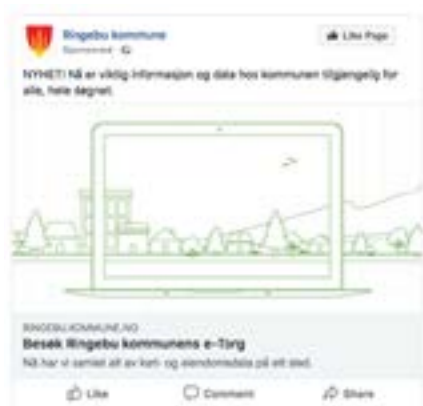 Ringebu kommune
Like Page
Sponsored ·
NYHET! Nå er viktig informasjon og data hos kommunen tilgjengelig for
alle, hele døgnet.
RINGEBU.KOMMUNE.NO
Besøk Ringebu kommunens e-Torg
Nå har vi samlet alt av kart- og eiendomsdata på ett sted.
Like
Comment
Share